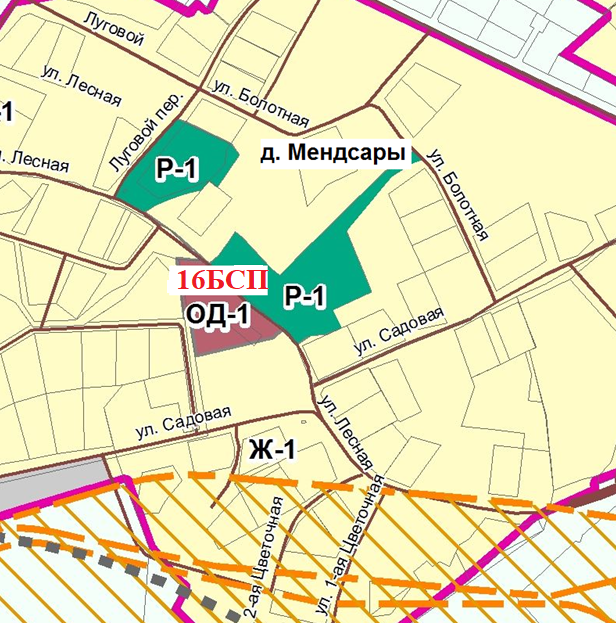 Луговой
ул. Лесная
ул. Болотная
Луговой пер.
-1
л. Лесная
Р-1
д. Мендсары
ул. Болотная
16БСП
ОД-1
Р-1
ул. Садовая
ул. Садовая
ул. Лесная
Ж-1
2-ая Цветочная
ул. 1-ая Цветочная